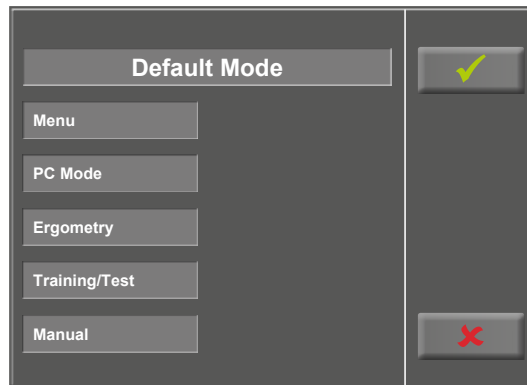 Default Mode
Menu
PC Mode
Ergometry
Training/Test
Manual